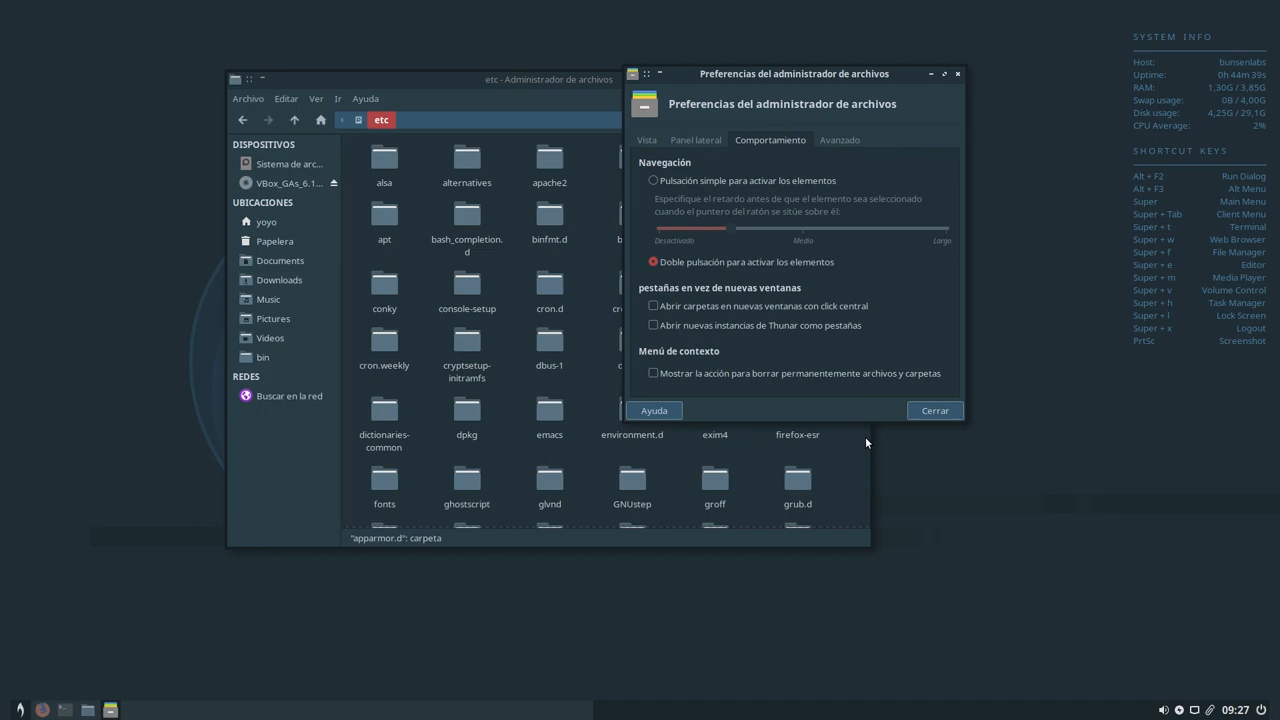 SYSTEM INFO
Host: bunsenlabs
Uptime: 0h 44m 39s
RAM: 1,30G / 3,85G
Swap usage: 0B / 4,00G
Disk usage: 4,25G / 29,1G
CPU Average: 2%
SHORTCUT KEYS
Alt + F2 Run Dialog
Alt + F3 Alt Menu
Super Main Menu
Super + Tab Client Menu
Super + t Terminal
Super + w Web Browser
Super + f File Manager
Super + e Editor
Super + m Media Player
Super + v Volume Control
Super + h Task Manager
Super + l Lock Screen
Super + x Logout
PrtSc Screenshot
etc - Administrador de archivos
Archivo Editar Ver Ir Ayuda
etc
DISPOSITIVOS
Sistema de arc...
VBox_GAs_6.1...
UBICACIONES
yoyo
Papelera
Documents
Downloads
Music
Pictures
Videos
bin
REDES
Buscar en la red
alsa alternatives apache2
apt bash_completion.d binfmt.d
conky console-setup cron.d
cron.weekly cryptsetup-initramfs dbus-1
dictionaries-common dpkg emacs environment.d exim4 firefox-esr
fonts ghostscript glvnd GNUstep groff grub.d
"apparmor.d": carpeta
Preferencias del administrador de archivos
Preferencias del administrador de archivos
Vista Panel lateral Comportamiento Avanzado
Navegación
Pulsación simple para activar los elementos
Especifique el retardo antes de que el elemento sea seleccionado
cuando el puntero del ratón se sitúe sobre él:
Desactivado Medio Largo
Doble pulsación para activar los elementos
pestañas en vez de nuevas ventanas
Abrir carpetas en nuevas ventanas con click central
Abrir nuevas instancias de Thunar como pestañas
Menú de contexto
Mostrar la acción para borrar permanentemente archivos y carpetas
Ayuda Cerrar
09:27